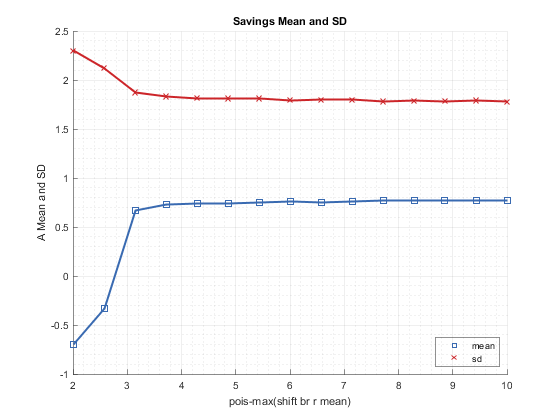 Savings Mean and SD
2.5
2
1.5
1
0.5
0
-0.5
-1
A Mean and SD
2 3 4 5 6 7 8 9 10
pois-max(shift br r mean)
mean
sd